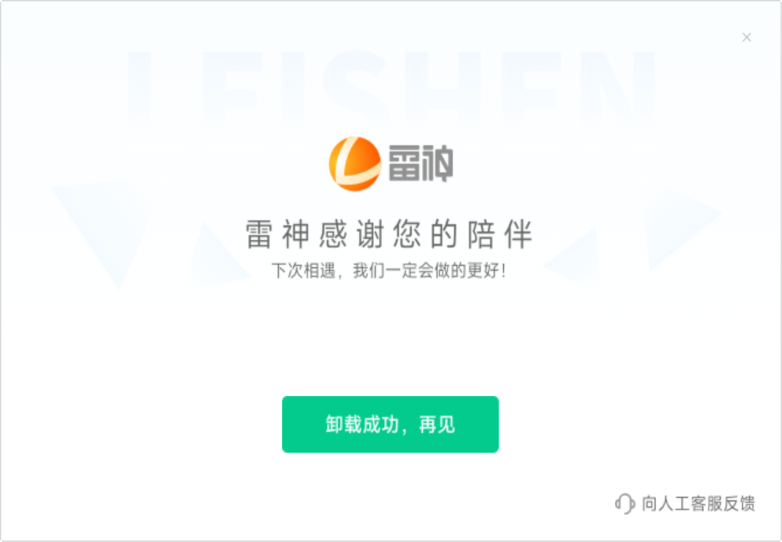 LEISHEN
雷神
雷神感谢您的陪伴
下次相遇，我们一定会做的更好！
卸载成功，再见
向人工客服反馈